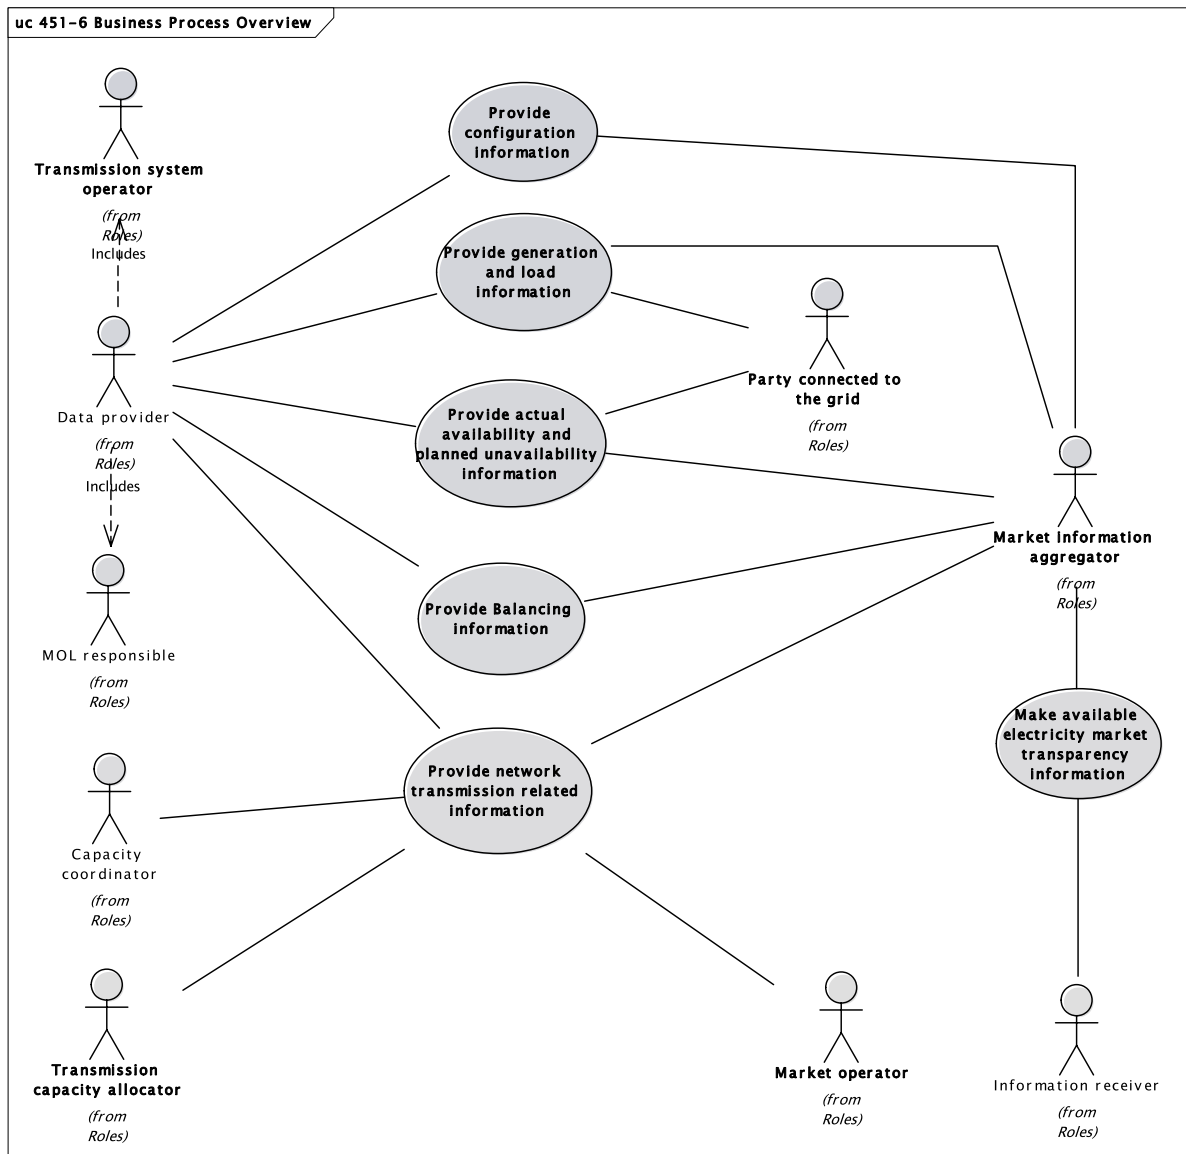 uc 451-6 Business Process Overview
Transmission system
operator
(from
Roles)
Includes
Data provider
(from
Roles)
Includes
MOL responsible
(from
Roles)
Capacity
coordinator
(from
Roles)
Transmission
capacity allocator
(from
Roles)
Provide
configuration
information
Provide generation
and load
information
Provide actual
availability and
planned unavailability
information
Provide Balancing
information
Provide network
transmission related
information
Party connected to
the grid
(from
Roles)
Market operator
(from
Roles)
Market information
aggregator
(from
Roles)
Make available
electricity market
transparency
information
Information receiver
(from
Roles)